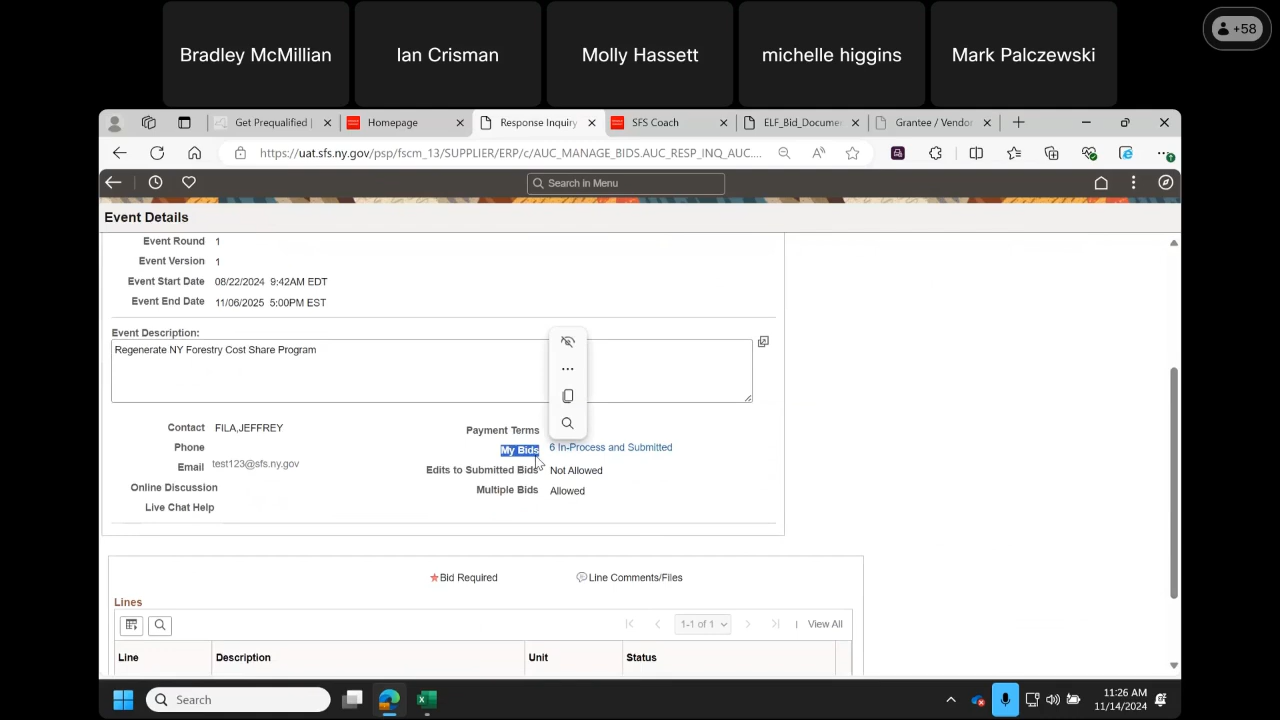 Bradley McMillian
Ian Crisman
Molly Hassett
michelle higgins
Mark Palczewski
+58
Get Prequalified |
Homepage
Response Inquiry
SFS Coach
ELF_Bid_Docume
Grantee / Vendor
https://uat.sfs.ny.gov/psp/fscm_13/SUPPLIER/ERP/c/AUC_MANAGE_BIDS.AUC_RESP_INQ_AUC....
Search in Menu
Event Details
Event Round 1
Event Version 1
Event Start Date 08/22/2024 9:42AM EDT
Event End Date 11/06/2025 5:00PM EST
Event Description:
Regenerate NY Forestry Cost Share Program
Contact FILA,JEFFREY
Phone
Email test123@sfs.ny.gov
Online Discussion
Live Chat Help
Payment Terms
My Bids 6 In-Process and Submitted
Edits to Submitted Bids Not Allowed
Multiple Bids Allowed
Bid Required
Line Comments/Files
Lines
1-1 of 1
View All
Line Description Unit Status
Search
11:26 AM
11/14/2024